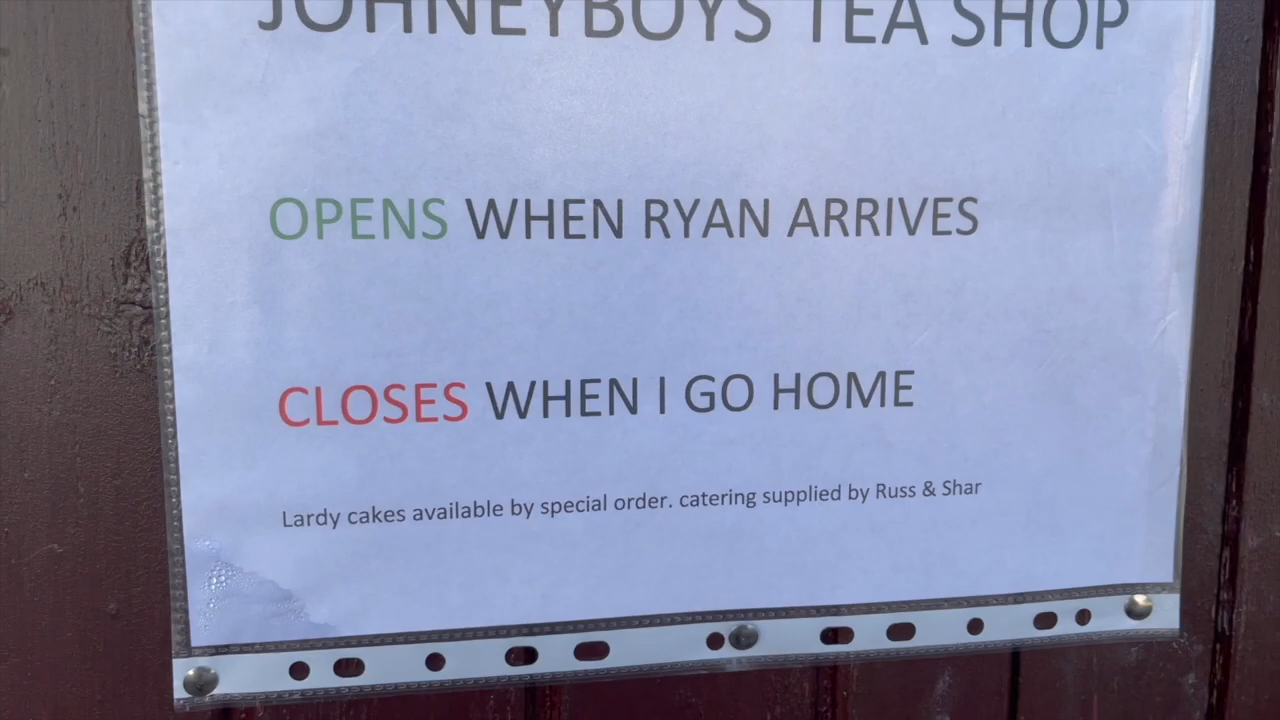 JOHNEYBOYS TEA SHOP
OPENS WHEN RYAN ARRIVES
CLOSES WHEN I GO HOME
Lardy cakes available by special order. catering supplied by Russ & Shar